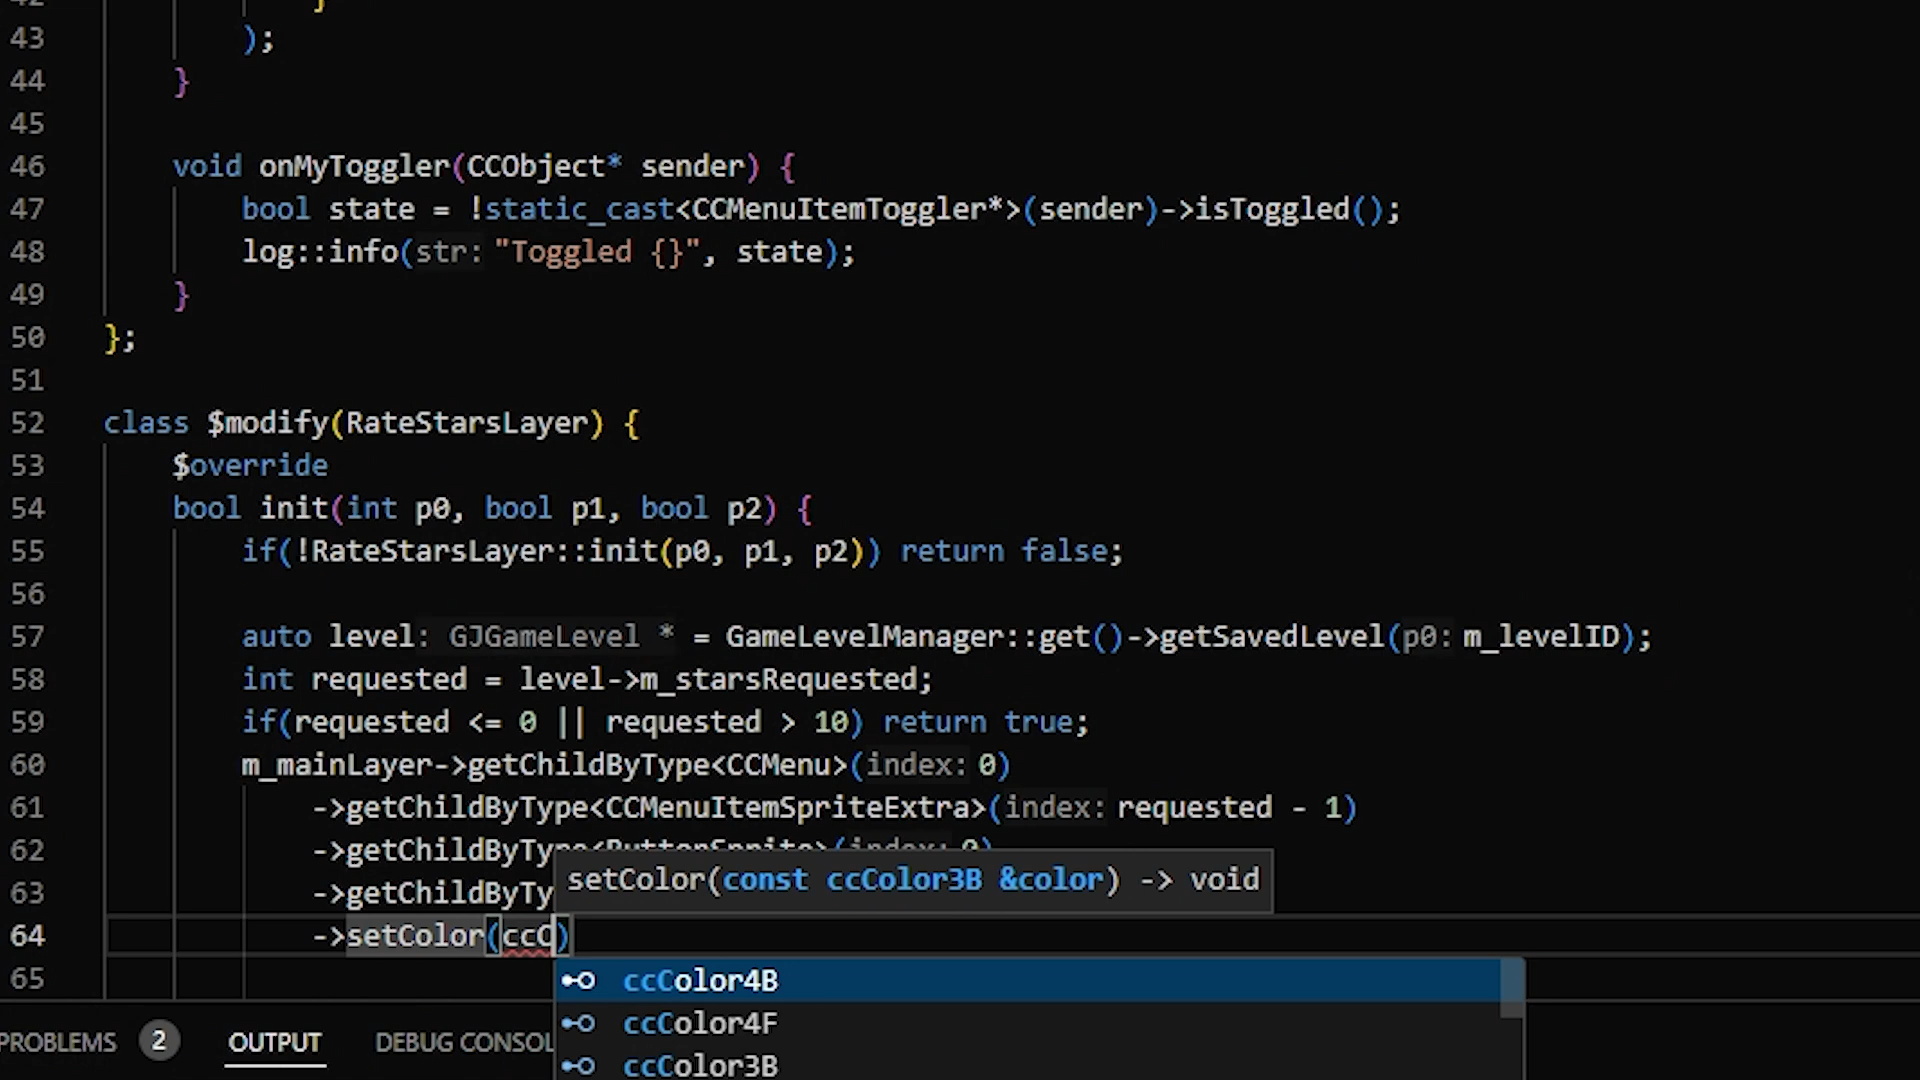 42 }
43 );
44 }
45
46 void onMyToggler(CCObject* sender) {
47 bool state = !static_cast<CCMenuItemToggler*>(sender)->isToggled();
48 log::info(str: "Toggled {}", state);
49 }
50 };
51
52 class $modify(RateStarsLayer) {
53 $override
54 bool init(int p0, bool p1, bool p2) {
55 if(!RateStarsLayer::init(p0, p1, p2)) return false;
56
57 auto level: GJGameLevel * = GameLevelManager::get()->getSavedLevel(p0: m_levelID);
58 int requested = level->m_starsRequested;
59 if(requested <= 0 || requested > 10) return true;
60 m_mainLayer->getChildByType<CCMenu>(index: 0)
61 ->getChildByType<CCMenuItemSpriteExtra>(index: requested - 1)
62 ->getChildByType<ButtonSprite>(index: 0)
setColor(const ccColor3B &color) -> void
63 ->getChildByTy
64 ->setColor(ccC)
65
ccColor4B
ccColor4F
ccColor3B
PROBLEMS 2 OUTPUT DEBUG CONSOL